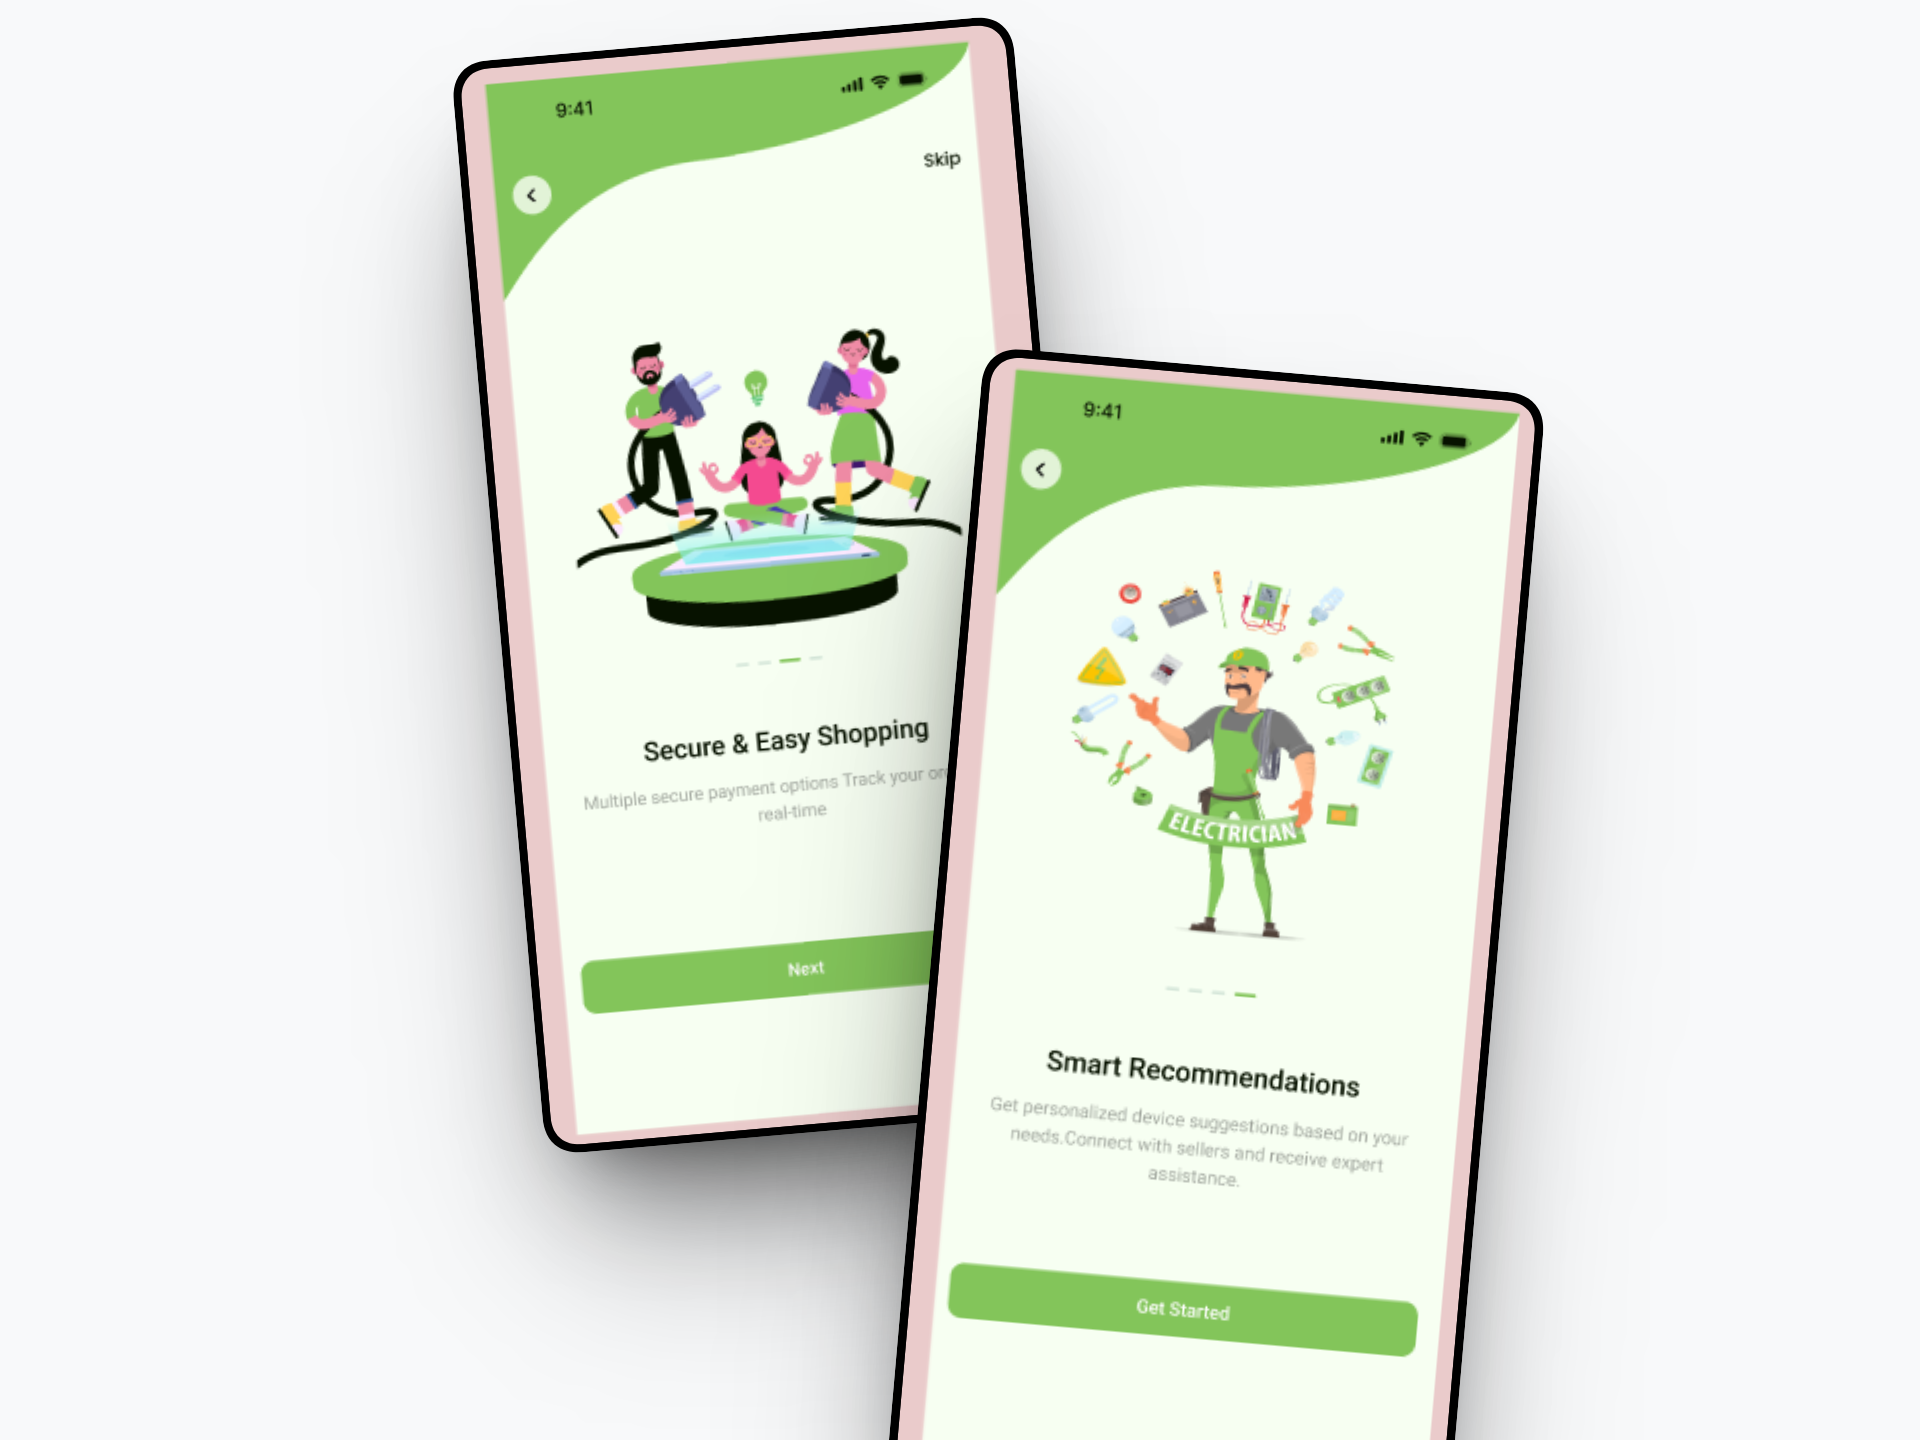 9:41
Skip
Secure & Easy Shopping
Multiple secure payment options Track your
real-time
Next
9:41
ELECTRICIAN
Smart Recommendations
Get personalized device suggestions based on your
needs.Connect with sellers and receive expert
assistance.
Get Started